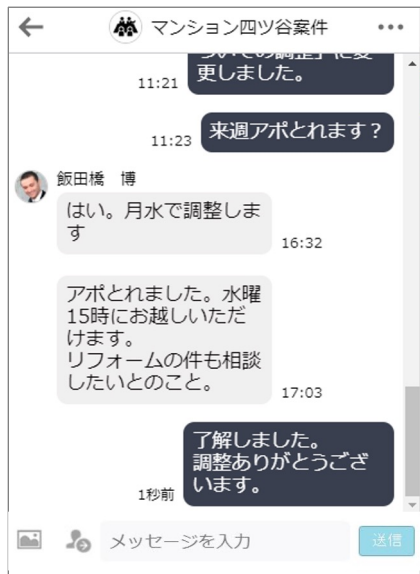 マンション四ツ谷案件
更しました。
11:21
来週アポとれます？
11:23
飯田橋　博
はい。月水で調整しま
す
16:32
アポとれました。水曜
15時にお越しいただ
けます。
リフォームの件も相談
したいとのこと。
17:03
了解しました。
調整ありがとうござ
います。
1秒前
メッセージを入力
送信